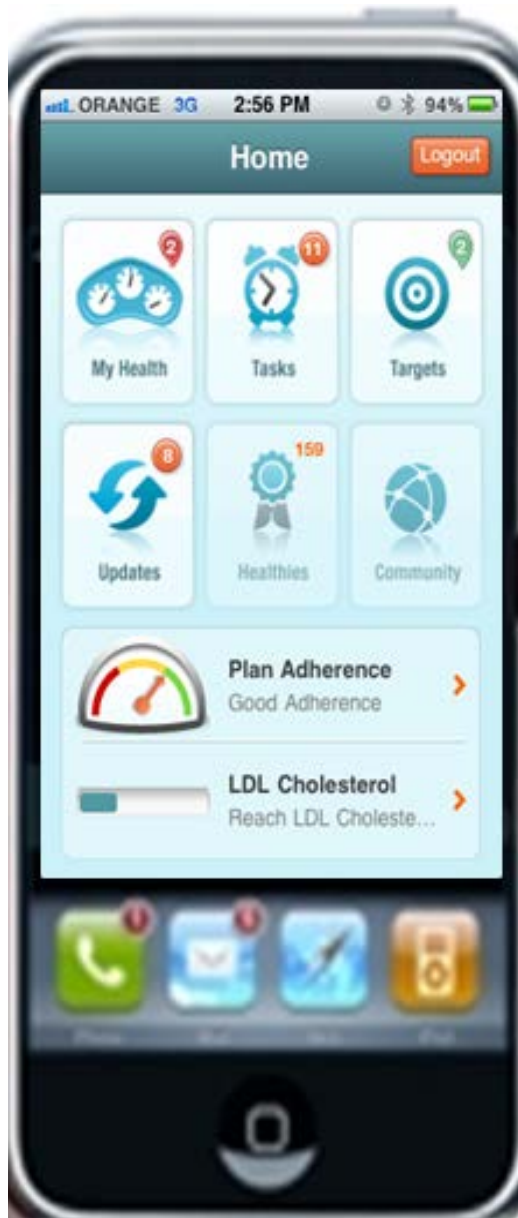 ORANGE 3G 2:56 PM 94%
Home
Logout
2
11
2
My Health
Tasks
Targets
8
159
Updates
Healthies
Community
Plan Adherence
Good Adherence
LDL Cholesterol
Reach LDL Choleste...